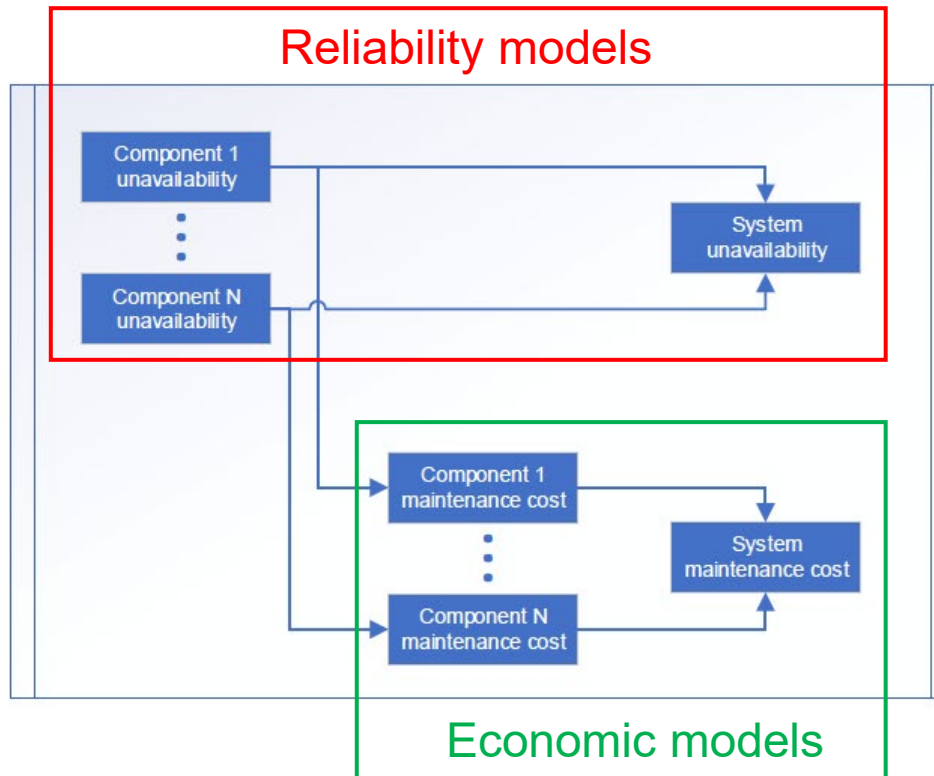 Reliability models
Component 1
unavailability
System
unavailability
Component N
unavailability
Component 1
maintenance cost
System
maintenance cost
Component N
maintenance cost
Economic models